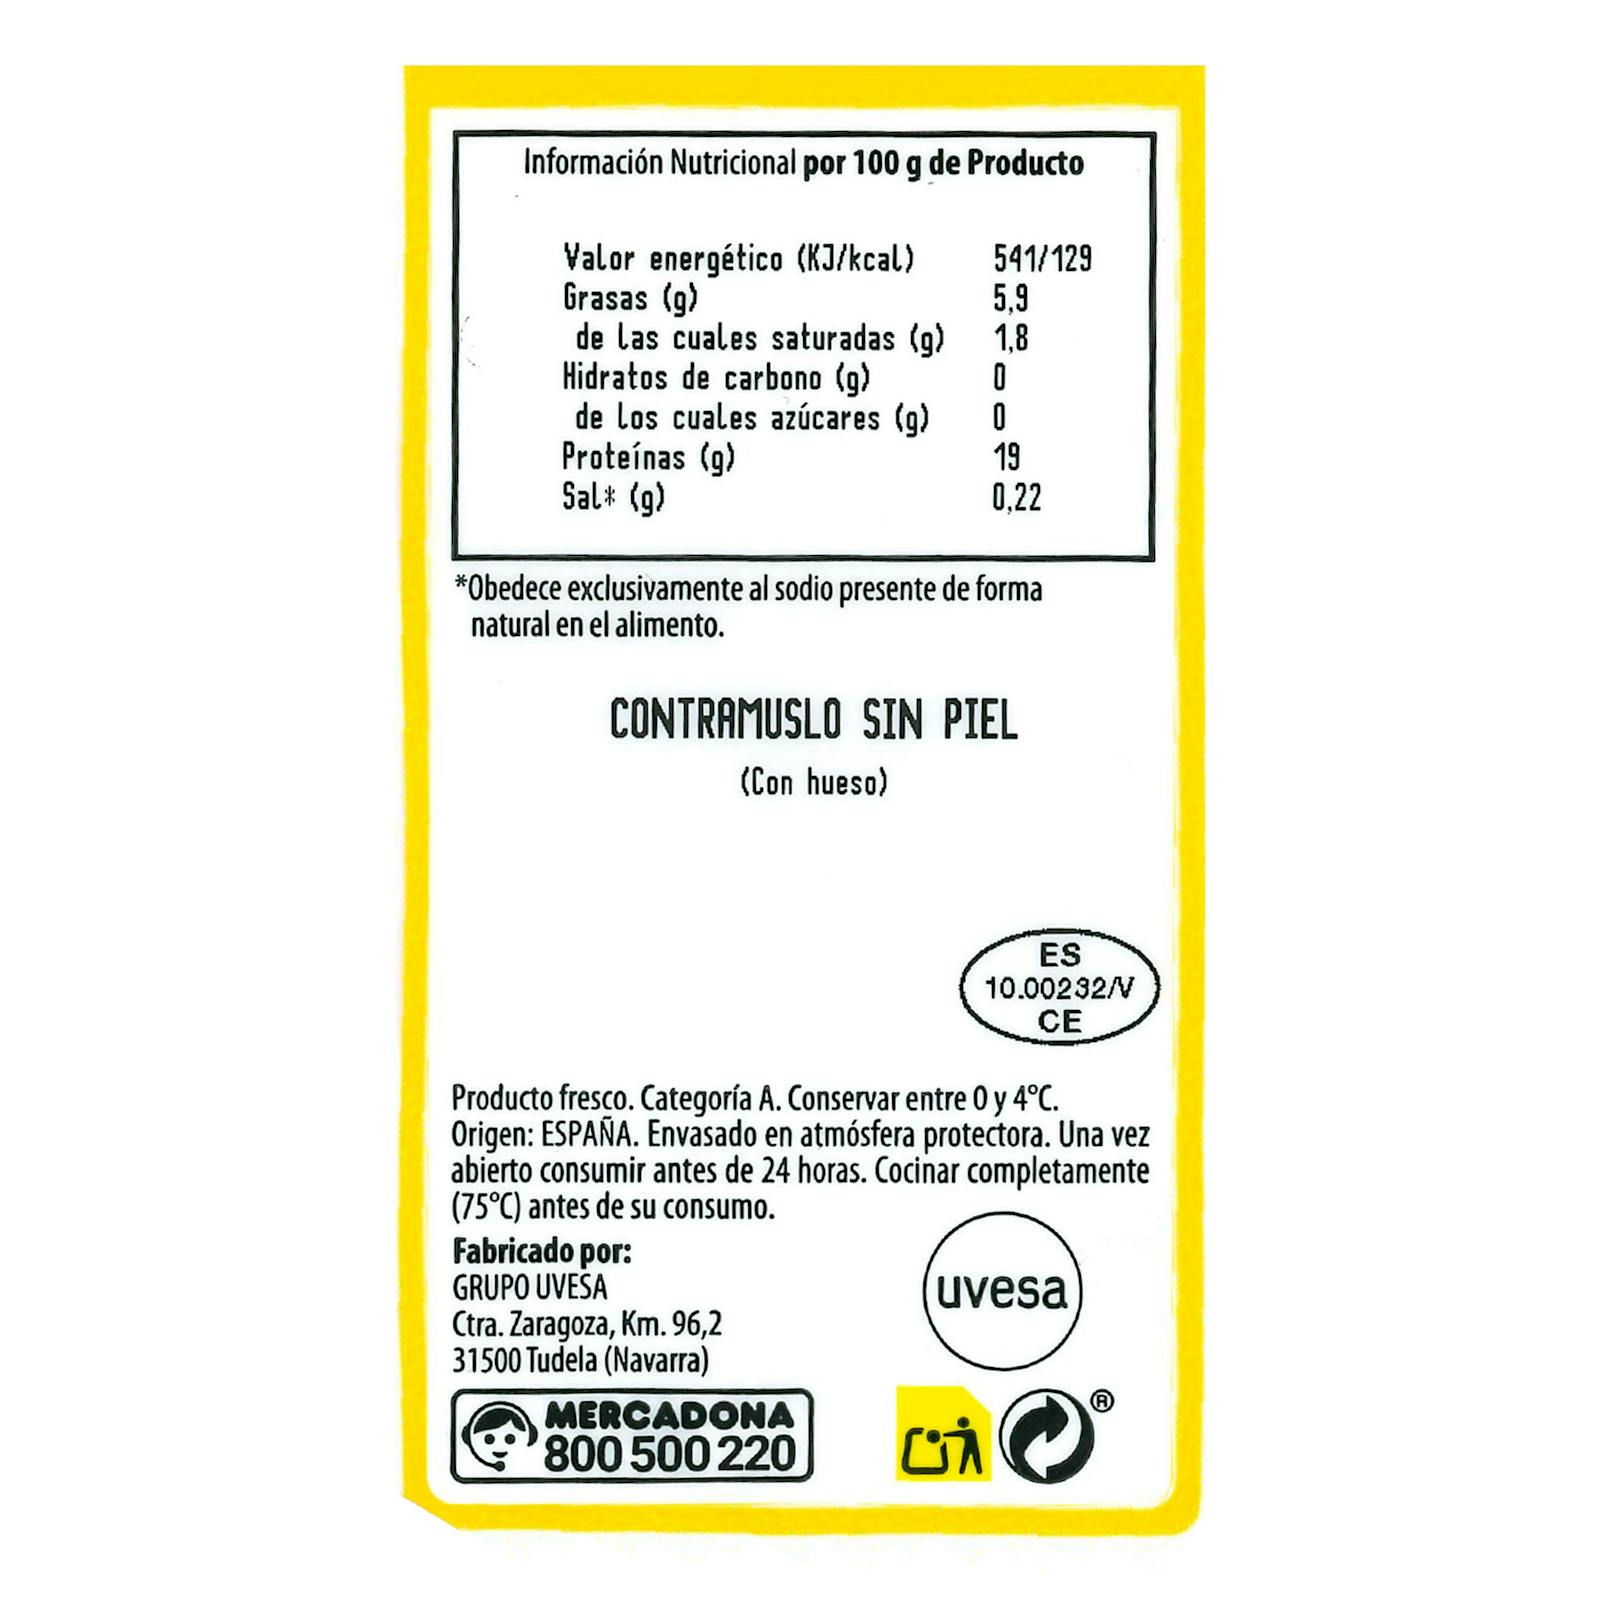 Información Nutricional por 100 g de Producto
Valor energético (KJ/kcal) 541/129
Grasas (g) 5,9
de las cuales saturadas (g) 1,8
Hidratos de carbono (g) 0
de los cuales azúcares (g) 0
Proteínas (g) 19
Sal* (g) 0,22
*Obedece exclusivamente al sodio presente de forma
natural en el alimento.
CONTRAMUSLO SIN PIEL
(Con hueso)
ES
10.00232/V
CE
Producto fresco. Categoría A. Conservar entre 0 y 4°C.
Origen: ESPAÑA. Envasado en atmósfera protectora. Una vez
abierto consumir antes de 24 horas. Cocinar completamente
(75°C) antes de su consumo.
Fabricado por:
GRUPO UVESA
Ctra. Zaragoza, Km. 96,2
31500 Tudela (Navarra)
uvesa
MERCADONA
800 500 220
®